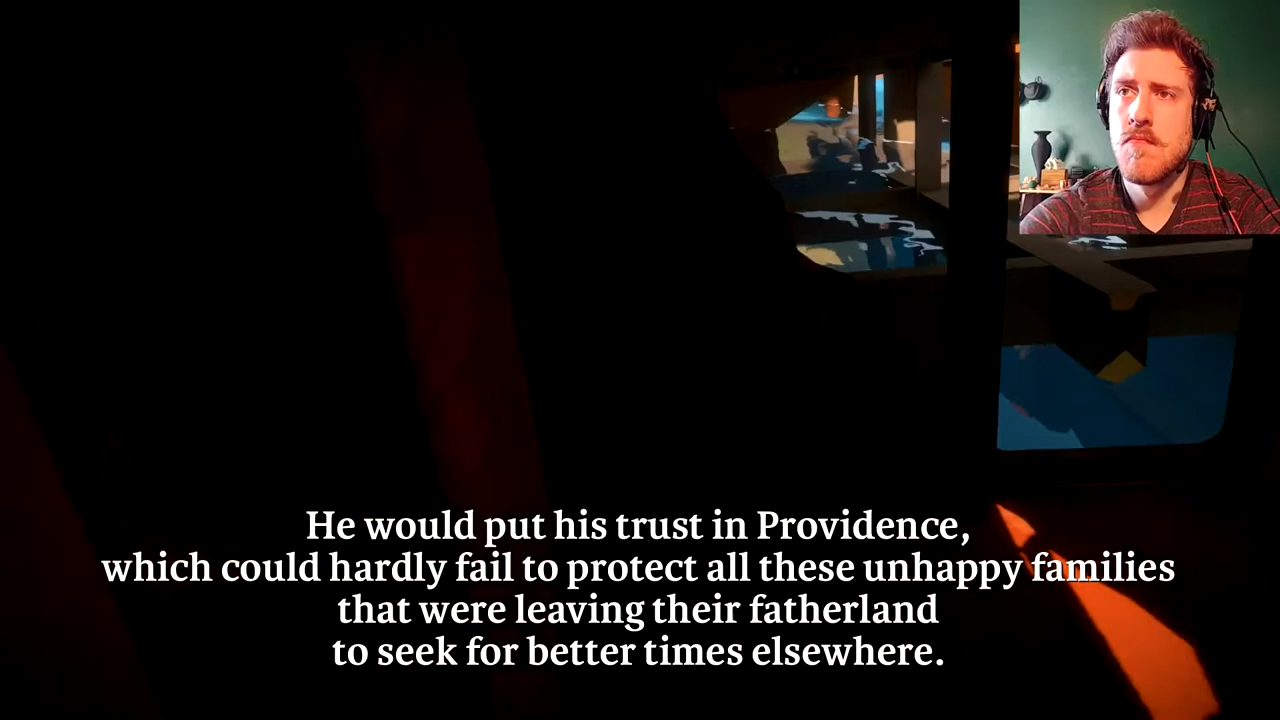 He would put his trust in Providence,
which could hardly fail to protect all these unhappy families
that were leaving their fatherland
to seek for better times elsewhere.